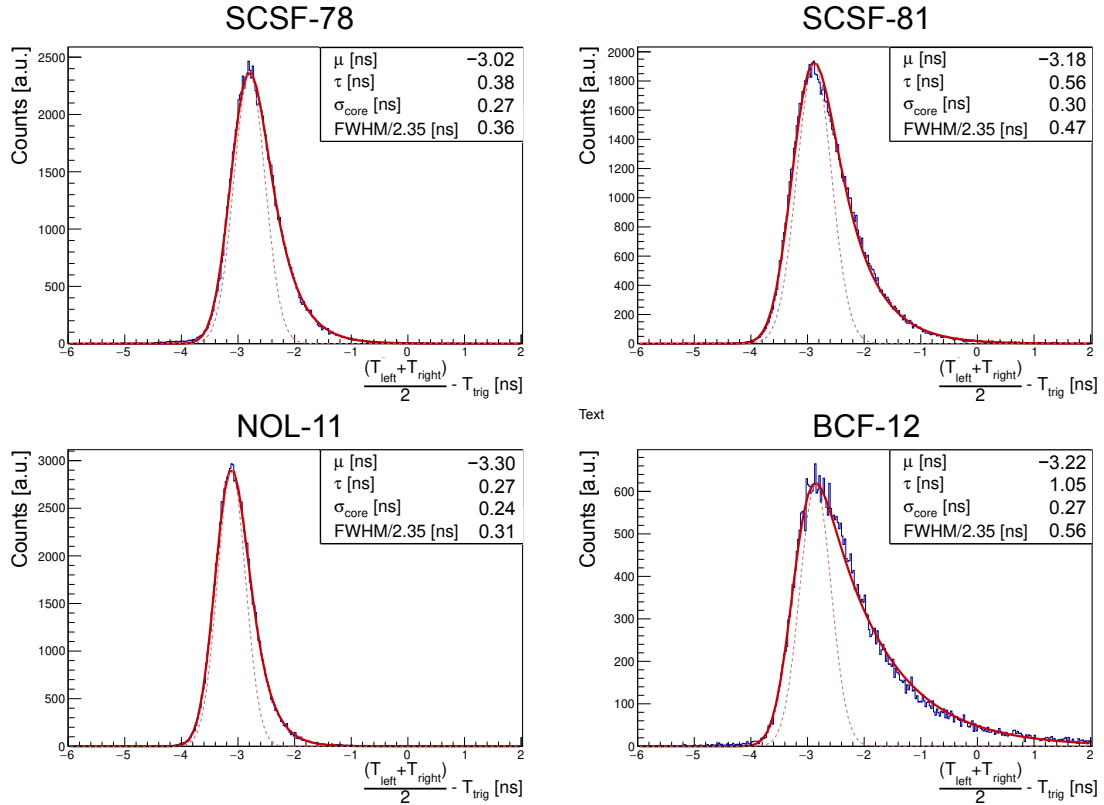 SCSF-78
Counts [a.u.]
2500
2000
1500
1000
500
0
μ [ns] −3.02
τ [ns] 0.38
σcore [ns] 0.27
FWHM/2.35 [ns] 0.36
−6 −5 −4 −3 −2 −1 0 1 2
(Tleft+Tright)
2 - Ttrig [ns]
SCSF-81
Counts [a.u.]
2000
1800
1600
1400
1200
1000
800
600
400
200
0
μ [ns] −3.18
τ [ns] 0.56
σcore [ns] 0.30
FWHM/2.35 [ns] 0.47
−6 −5 −4 −3 −2 −1 0 1 2
(Tleft+Tright)
2 - Ttrig [ns]
NOL-11
Counts [a.u.]
3000
2500
2000
1500
1000
500
0
μ [ns] −3.30
τ [ns] 0.27
σcore [ns] 0.24
FWHM/2.35 [ns] 0.31
−6 −5 −4 −3 −2 −1 0 1 2
(Tleft+Tright)
2 - Ttrig [ns]
Text
BCF-12
Counts [a.u.]
600
500
400
300
200
100
0
μ [ns] −3.22
τ [ns] 1.05
σcore [ns] 0.27
FWHM/2.35 [ns] 0.56
−6 −5 −4 −3 −2 −1 0 1 2
(Tleft+Tright)
2 - Ttrig [ns]